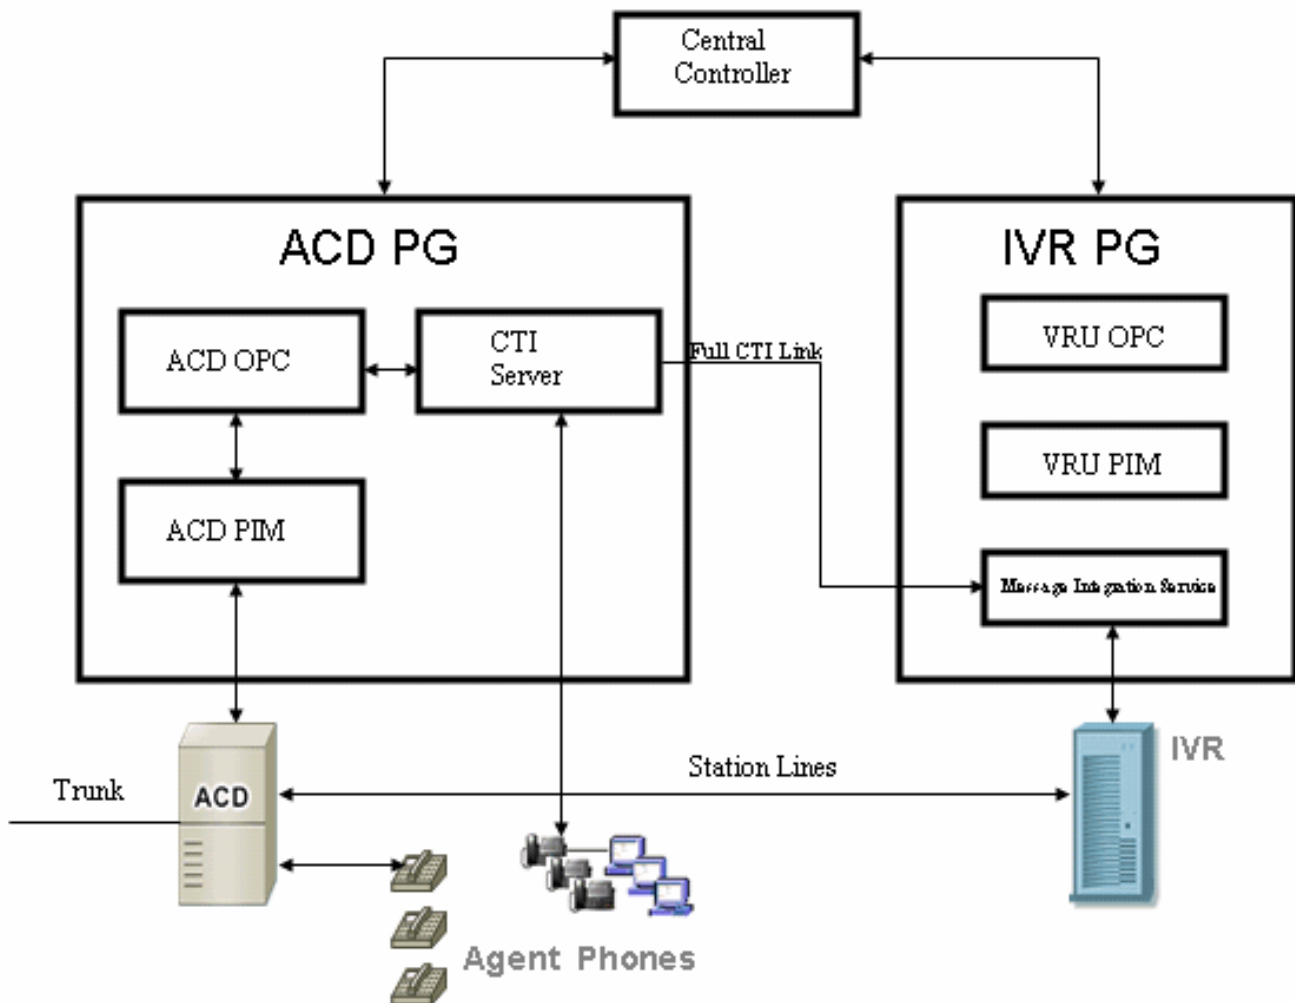 Central
Controller
ACD PG
IVR PG
ACD OPC
CTI
Server
Full CTI Link
VRU OPC
VRU PIM
ACD PIM
Message Integration Service
Trunk
ACD
Station Lines
IVR
Agent Phones